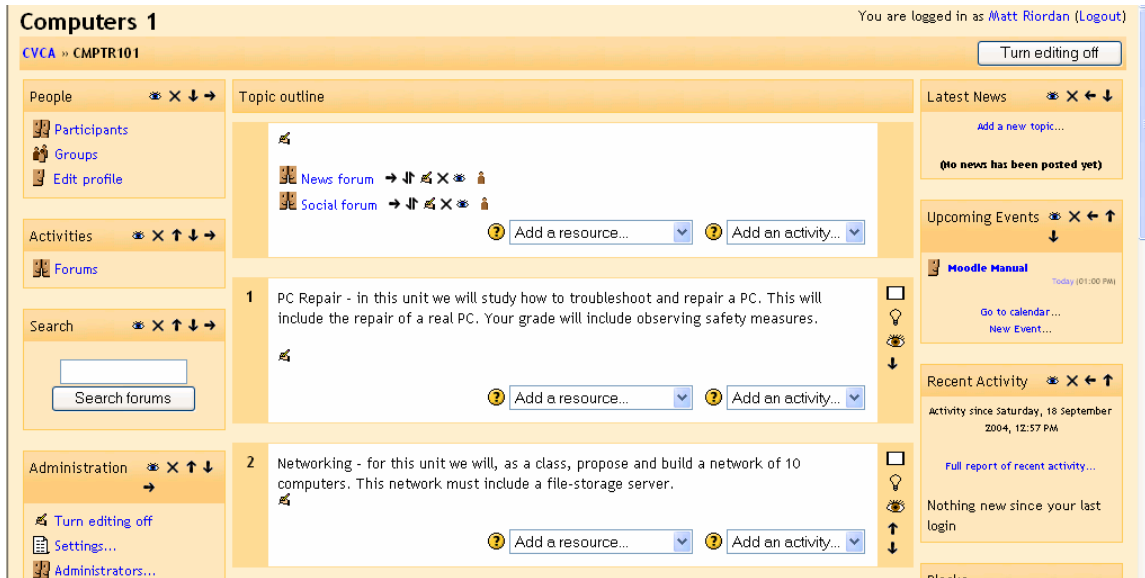 Computers 1
You are logged in as Matt Riordan (Logout)
CVCA » CMPTR101
Turn editing off
People
Participants
Groups
Edit profile
Activities
Forums
Search
Search forums
Administration
Turn editing off
Settings...
Administrators...
Topic outline
News forum
Social forum
? Add a resource... ? Add an activity...
1 PC Repair - in this unit we will study how to troubleshoot and repair a PC. This will
include the repair of a real PC. Your grade will include observing safety measures.
? Add a resource... ? Add an activity...
2 Networking - for this unit we will, as a class, propose and build a network of 10
computers. This network must include a file-storage server.
? Add a resource... ? Add an activity...
Latest News
Add a new topic...
(No news has been posted yet)
Upcoming Events
Moodle Manual
Today (01:00 PM)
Go to calendar...
New Event...
Recent Activity
Activity since Saturday, 18 September
2004, 12:57 PM
Full report of recent activity...
Nothing new since your last
login
Blocks